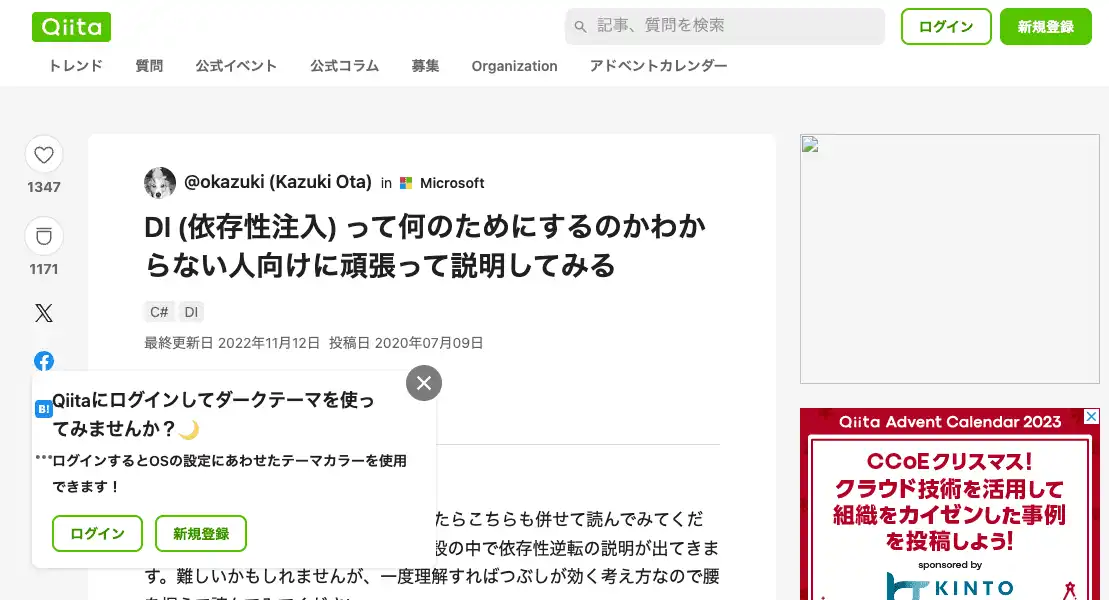 Qiita
記事、質問を検索
ログイン
新規登録
トレンド
質問
公式イベント
公式コラム
募集
Organization
アドベントカレンダー
1347
1171
@okazuki (Kazuki Ota) in Microsoft
DI (依存性注入) って何のためにするのかわか
らない人向けに頑張って説明してみる
C#
DI
最終更新日 2022年11月12日 投稿日 2020年07月09日
B!
Qiitaにログインしてダークテーマを使っ
てみませんか？🌙
ログインするとOSの設定にあわせたテーマカラーを使用
できます！
ログイン
新規登録
たらこちらも併せて読んでみてくだ
段の中で依存性逆転の説明が出てきま
す。難しいかもしれませんが、一度理解すればつぶしが効く考え方なので腰
Qiita Advent Calendar 2023
CCoEクリスマス！
クラウド技術を活用して
組織をカイゼンした事例
を投稿しよう！
sponsored by
KINTO